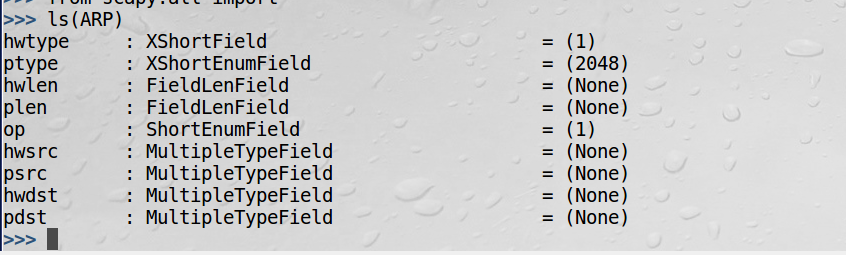 >>> from scapy.all import
>>> ls(ARP)
hwtype     : XShortField                         = (1)
ptype      : XShortEnumField                     = (2048)
hwlen      : FieldLenField                       = (None)
plen       : FieldLenField                       = (None)
op         : ShortEnumField                      = (1)
hwsrc      : MultipleTypeField                   = (None)
psrc       : MultipleTypeField                   = (None)
hwdst      : MultipleTypeField                   = (None)
pdst       : MultipleTypeField                   = (None)
>>>